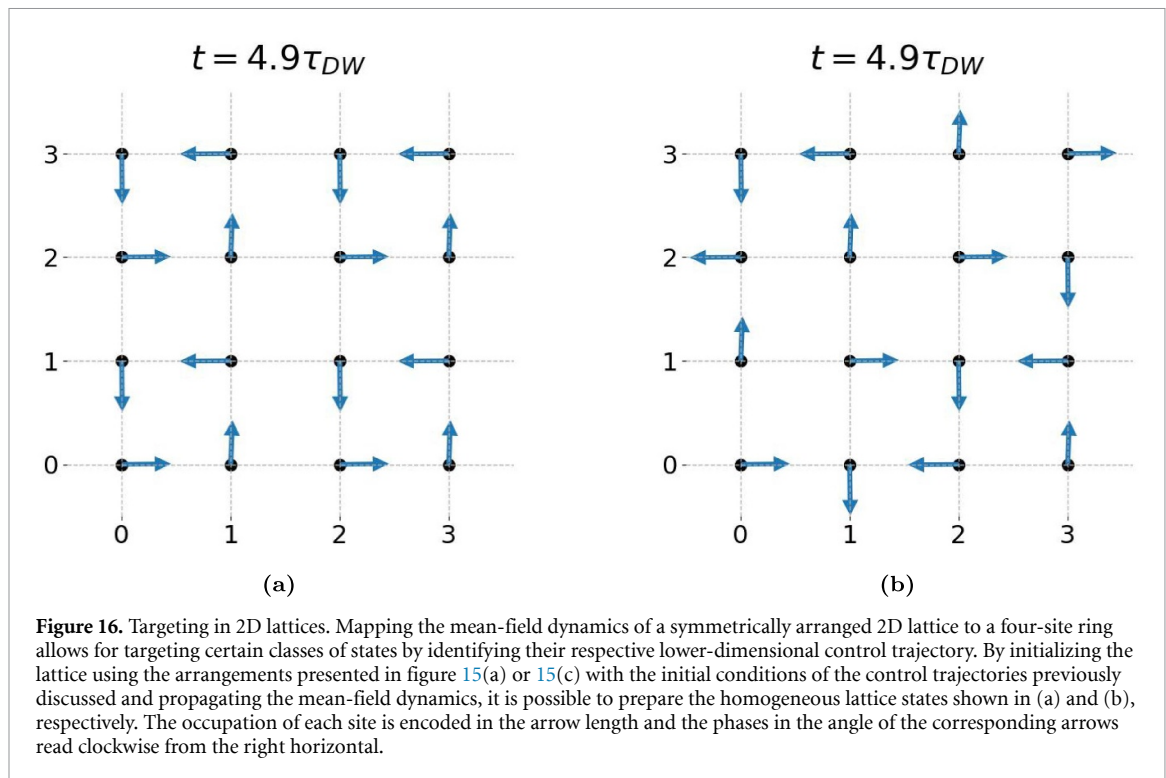 t = 4.9τ_DW
t = 4.9τ_DW
3
2
1
0
0 1 2 3
3
2
1
0
0 1 2 3
(a)
(b)
Figure 16. Targeting in 2D lattices. Mapping the mean-field dynamics of a symmetrically arranged 2D lattice to a four-site ring
allows for targeting certain classes of states by identifying their respective lower-dimensional control trajectory. By initializing the
lattice using the arrangements presented in figure 15(a) or 15(c) with the initial conditions of the control trajectories previously
discussed and propagating the mean-field dynamics, it is possible to prepare the homogeneous lattice states shown in (a) and (b),
respectively. The occupation of each site is encoded in the arrow length and the phases in the angle of the corresponding arrows
read clockwise from the right horizontal.